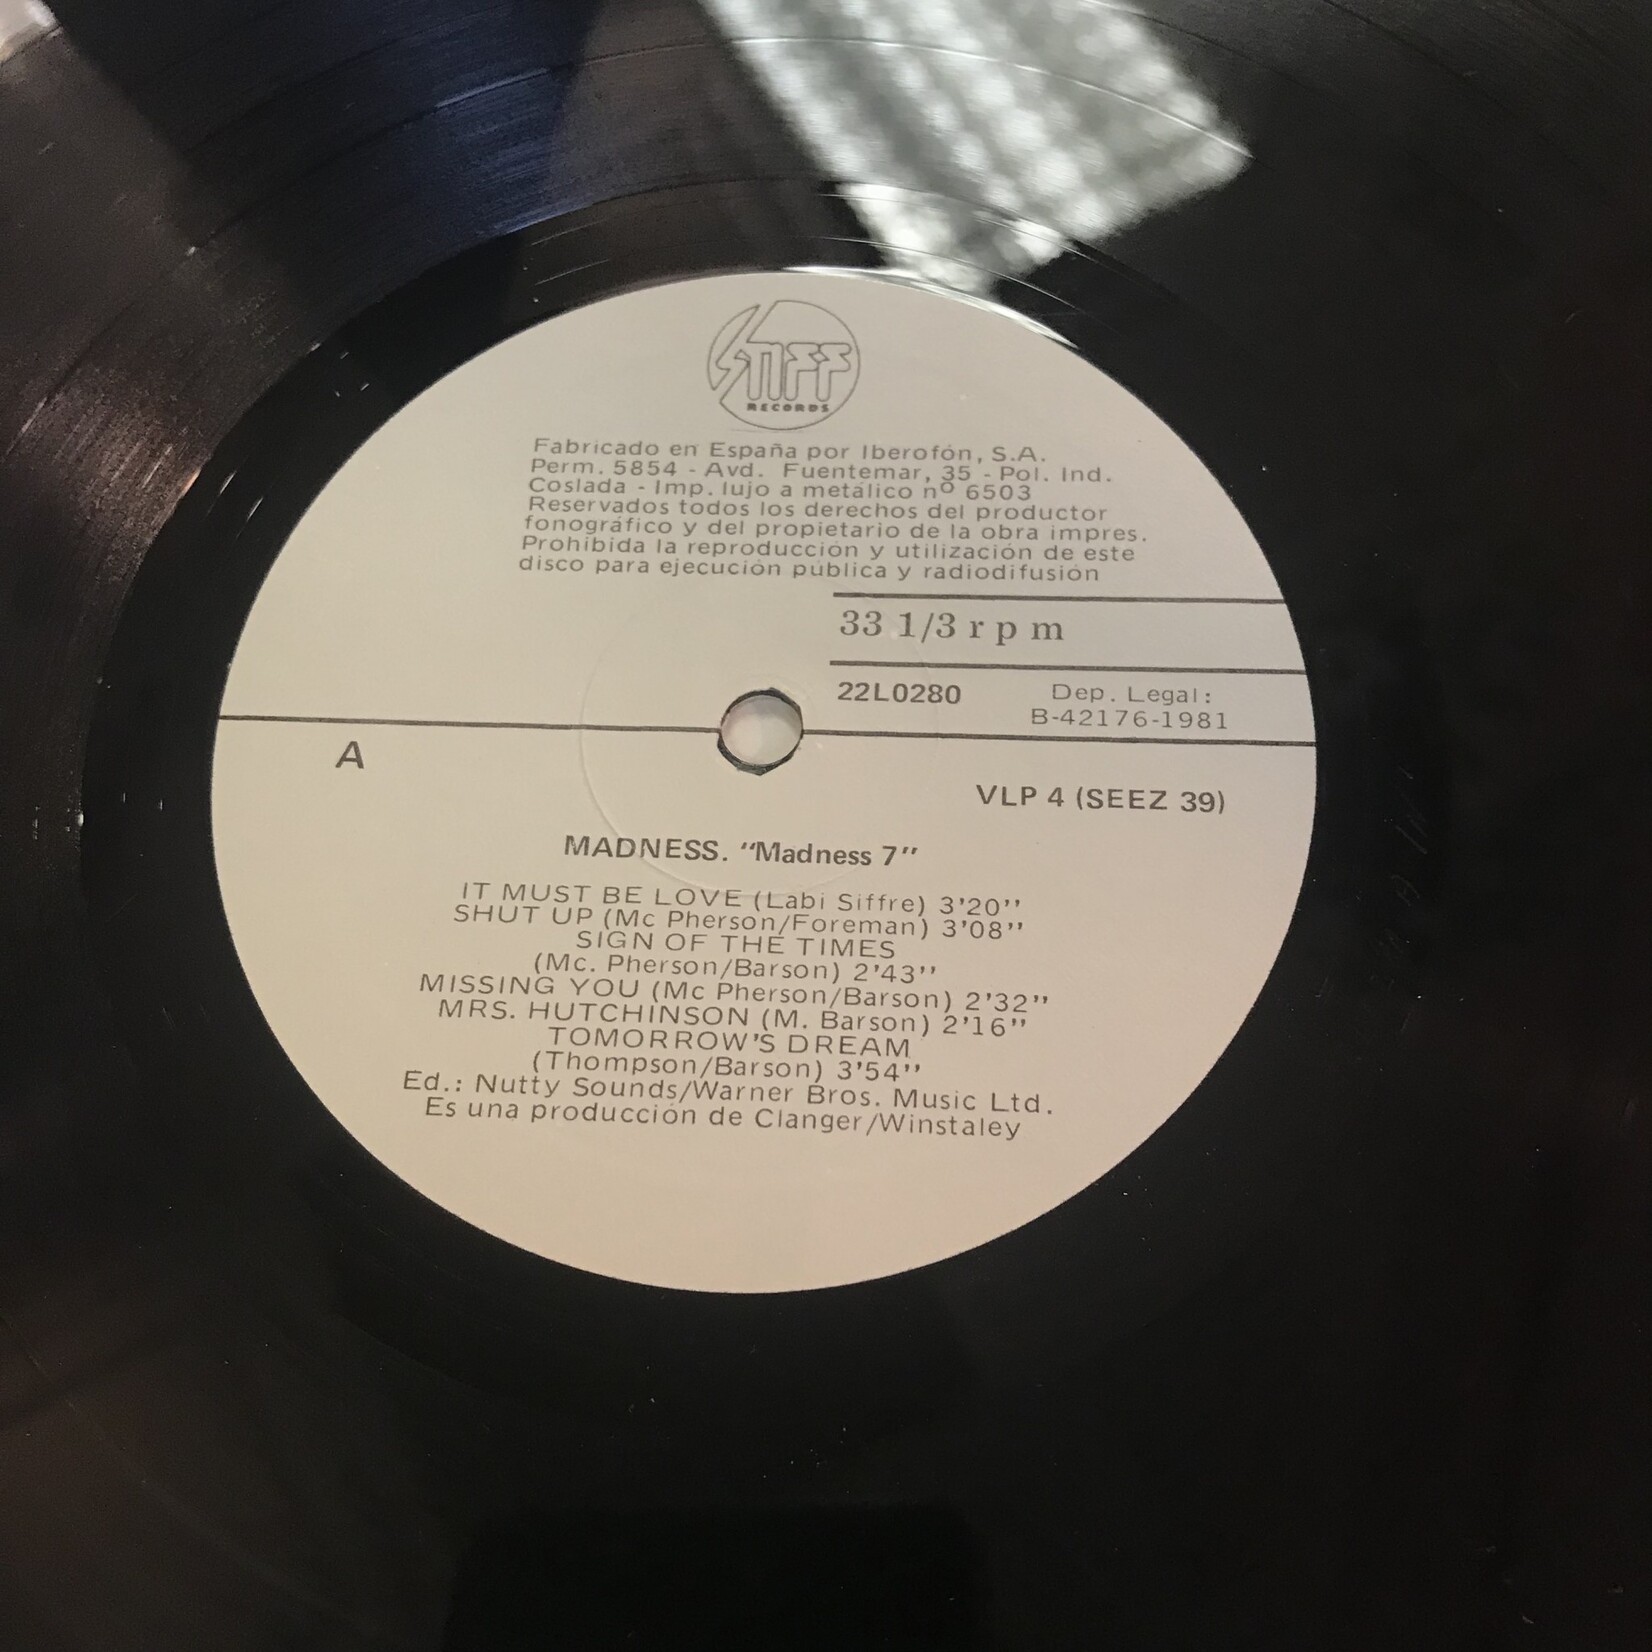 STIFF
RECORDS
Fabricado en España por Iberofón, S.A.
Perm. 5854 - Avd. Fuentemar, 35 - Pol. Ind.
Coslada - Imp. lujo a metálico nº 6503
Reservados todos los derechos del productor
fonográfico y del propietario de la obra impres.
Prohibida la reproducción y utilización de este
disco para ejecución pública y radiodifusión
33 1/3 r p m
22L0280 Dep. Legal:
B-42176-1981
A
VLP 4 (SEEZ 39)
MADNESS. "Madness 7"
IT MUST BE LOVE (Labi Siffre) 3'20''
SHUT UP (Mc Pherson/Foreman) 3'08''
SIGN OF THE TIMES
(Mc. Pherson/Barson) 2'43''
MISSING YOU (Mc Pherson/Barson) 2'32''
MRS. HUTCHINSON (M. Barson) 2'16''
TOMORROW'S DREAM
(Thompson/Barson) 3'54''
Ed.: Nutty Sounds/Warner Bros. Music Ltd.
Es una producción de Clanger/Winstaley